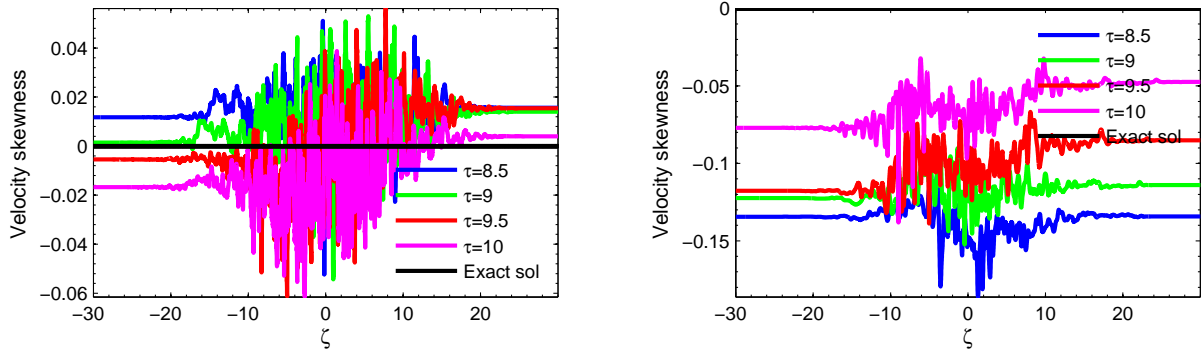 0.04
0.02
0
−0.02
−0.04
−0.06
Velocity skewness
τ=8.5
τ=9
τ=9.5
τ=10
Exact sol
−30 −20 −10 0 10 20
ζ
0
−0.05
−0.1
−0.15
Velocity skewness
τ=8.5
τ=9
τ=9.5
τ=10
Exact sol
−30 −20 −10 0 10 20
ζ